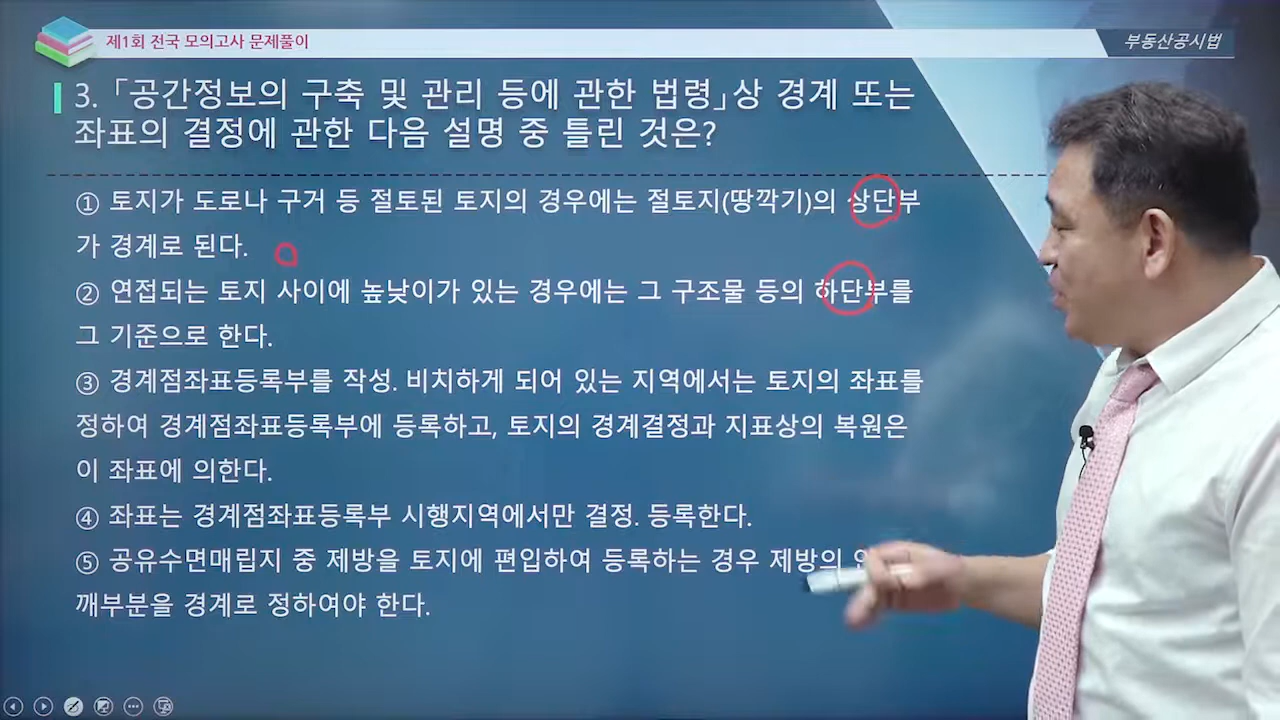 제1회 전국 모의고사 문제풀이
부동산공시법
3. 「공간정보의 구축 및 관리 등에 관한 법령」상 경계 또는
좌표의 결정에 관한 다음 설명 중 틀린 것은?
① 토지가 도로나 구거 등 절토된 토지의 경우에는 절토지(땅깍기)의 상단부
가 경계로 된다.
② 연접되는 토지 사이에 높낮이가 있는 경우에는 그 구조물 등의 하단부를
그 기준으로 한다.
③ 경계점좌표등록부를 작성. 비치하게 되어 있는 지역에서는 토지의 좌표를
정하여 경계점좌표등록부에 등록하고, 토지의 경계결정과 지표상의 복원은
이 좌표에 의한다.
④ 좌표는 경계점좌표등록부 시행지역에서만 결정. 등록한다.
⑤ 공유수면매립지 중 제방을 토지에 편입하여 등록하는 경우 제방의
깨부분을 경계로 정하여야 한다.